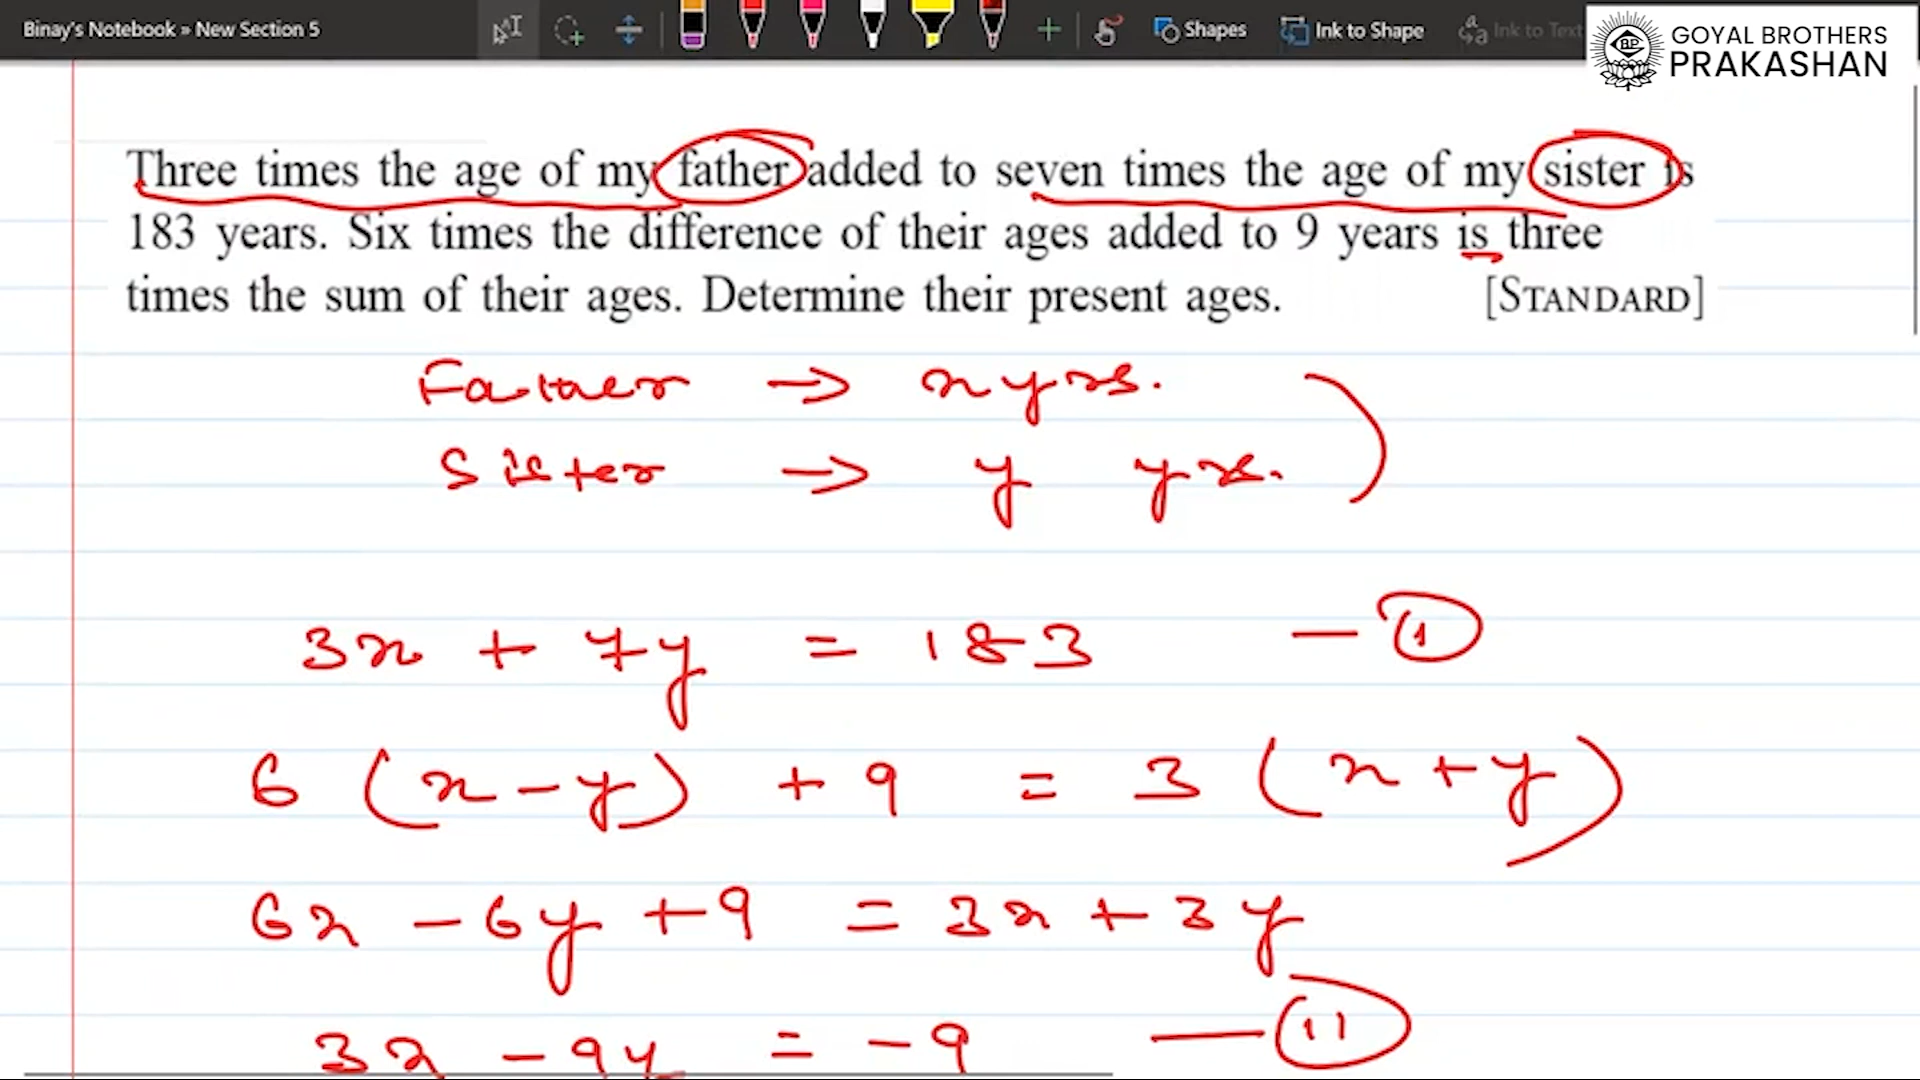 Binay's Notebook » New Section 5
Shapes
Ink to Shape
Ink to Text
GOYAL BROTHERS
PRAKASHAN
Three times the age of my father added to seven times the age of my sister is
183 years. Six times the difference of their ages added to 9 years is three
times the sum of their ages. Determine their present ages. [STANDARD]
Father → x yrs.
Sister → y yrs.
3x + 7y = 183 — (1)
6 (x - y) + 9 = 3 (x + y)
6x - 6y + 9 = 3x + 3y
3x - 9y = -9 — (11)